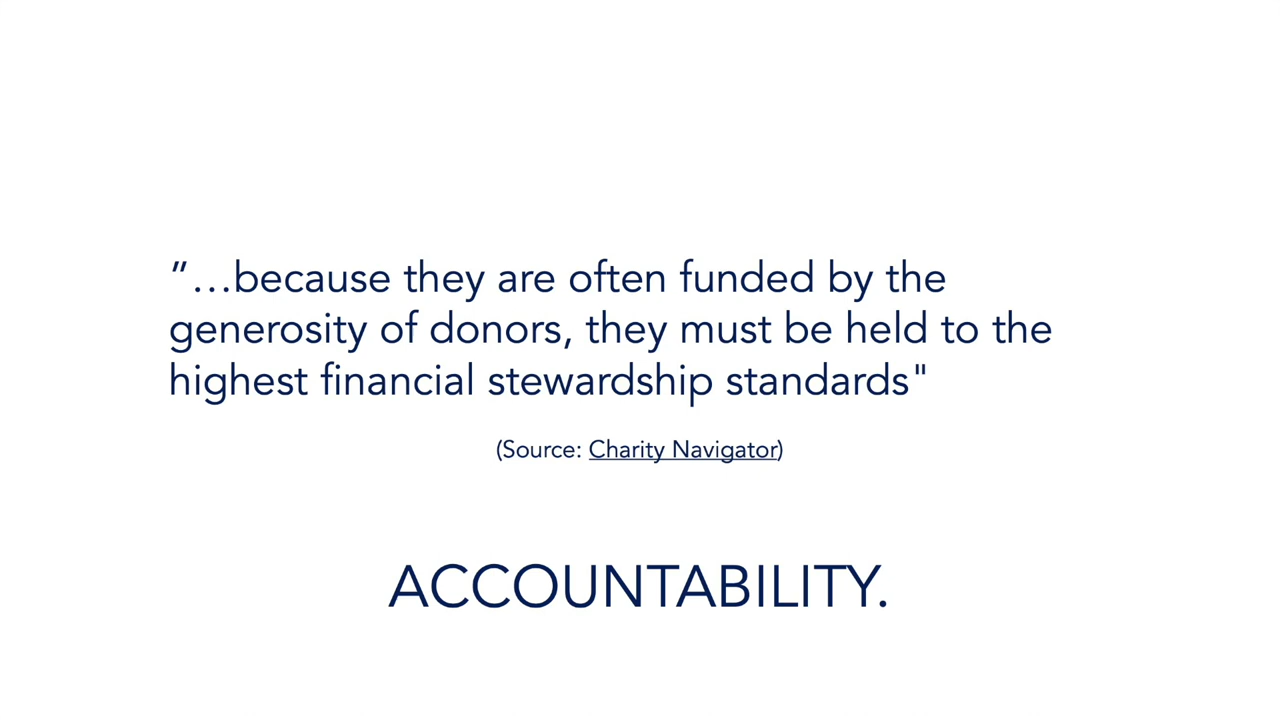 ”…because they are often funded by the
generosity of donors, they must be held to the
highest financial stewardship standards"
(Source: Charity Navigator)
ACCOUNTABILITY.